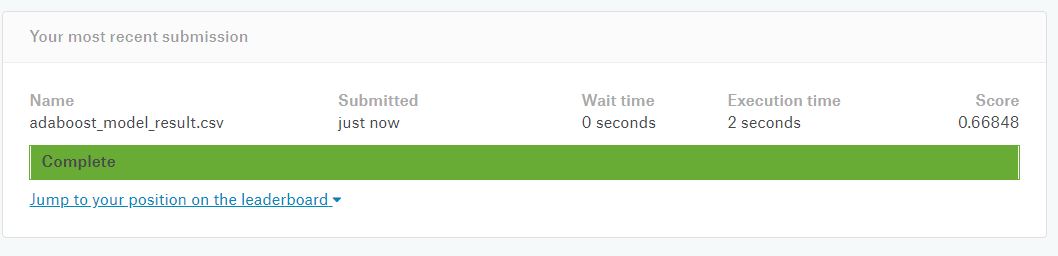 Your most recent submission
Name Submitted Wait time Execution time Score
adaboost_model_result.csv just now 0 seconds 2 seconds 0.66848
Complete
Jump to your position on the leaderboard